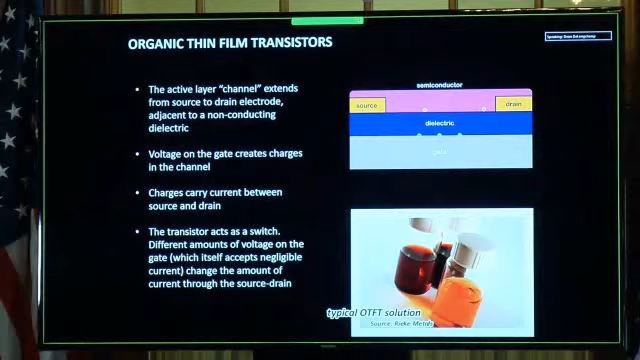 ORGANIC THIN FILM TRANSISTORS
• The active layer "channel" extends
from source to drain electrode,
adjacent to a non-conducting
dielectric
• Voltage on the gate creates charges
in the channel
• Charges carry current between
source and drain
• The transistor acts as a switch.
Different amounts of voltage on the
gate (which itself accepts negligible
current) change the amount of
current through the source-drain
semiconductor
source
drain
dielectric
typical OTFT solution
Source: Rieke Metals